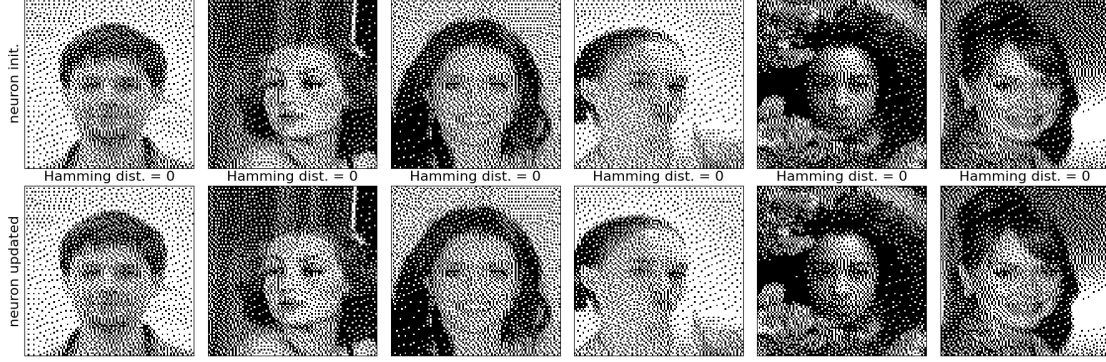 neuron init.
Hamming dist. = 0 Hamming dist. = 0 Hamming dist. = 0 Hamming dist. = 0 Hamming dist. = 0 Hamming dist. = 0
neuron updated